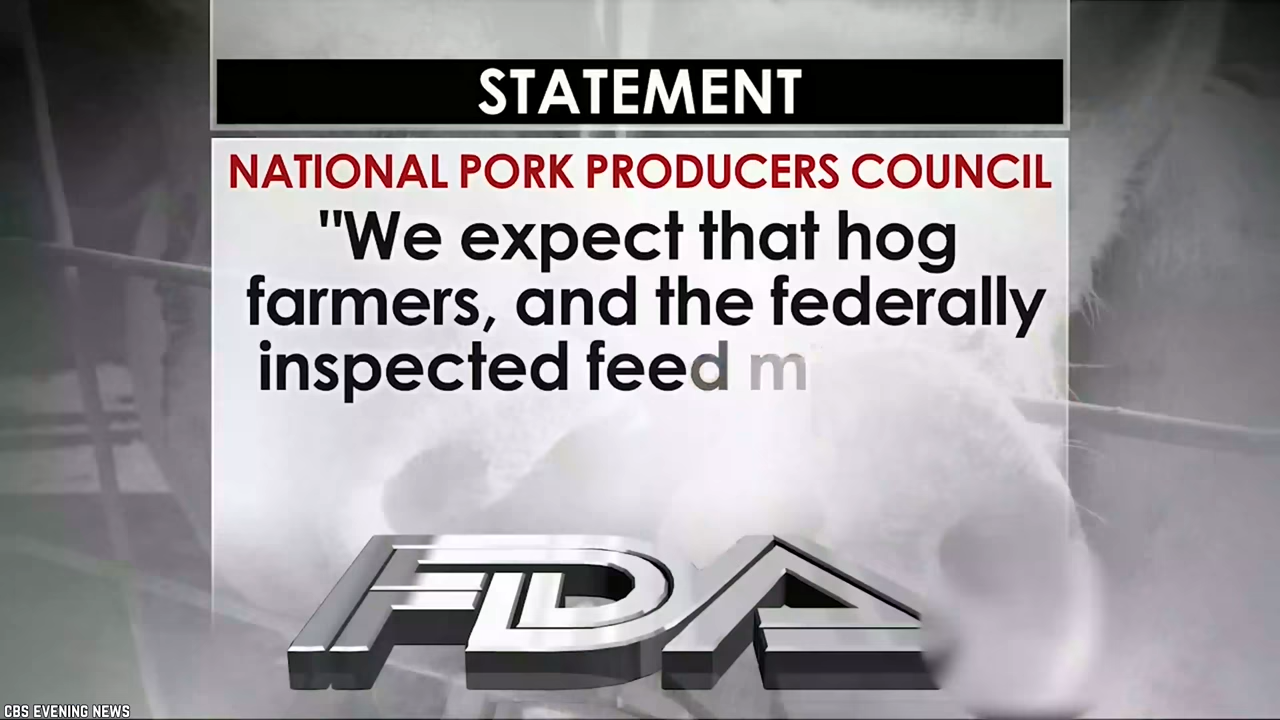 STATEMENT
NATIONAL PORK PRODUCERS COUNCIL
"We expect that hog
farmers, and the federally
inspected feed m
FDA
CBS EVENING NEWS